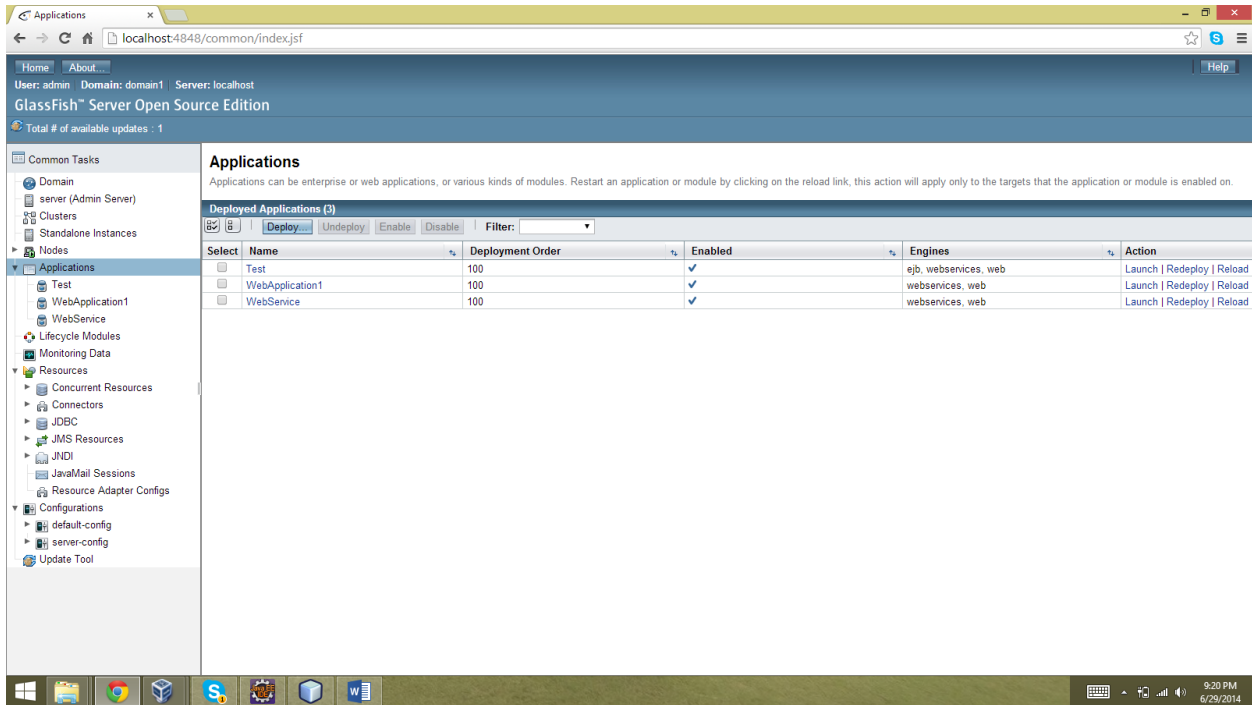 Applications
localhost:4848/common/index.jsf
Home About...
Help
User: admin Domain: domain1 Server: localhost
GlassFish™ Server Open Source Edition
Total # of available updates : 1
Common Tasks
Domain
server (Admin Server)
Clusters
Standalone Instances
Nodes
Applications
Test
WebApplication1
WebService
Lifecycle Modules
Monitoring Data
Resources
Concurrent Resources
Connectors
JDBC
JMS Resources
JNDI
JavaMail Sessions
Resource Adapter Configs
Configurations
default-config
server-config
Update Tool
Applications
Applications can be enterprise or web applications, or various kinds of modules. Restart an application or module by clicking on the reload link, this action will apply only to the targets that the application or module is enabled on.
Deployed Applications (3)
Deploy... Undeploy Enable Disable Filter:
Select Name Deployment Order Enabled Engines Action
Test 100 ejb, webservices, web Launch | Redeploy | Reload
WebApplication1 100 webservices, web Launch | Redeploy | Reload
WebService 100 webservices, web Launch | Redeploy | Reload
9:20 PM
6/29/2014